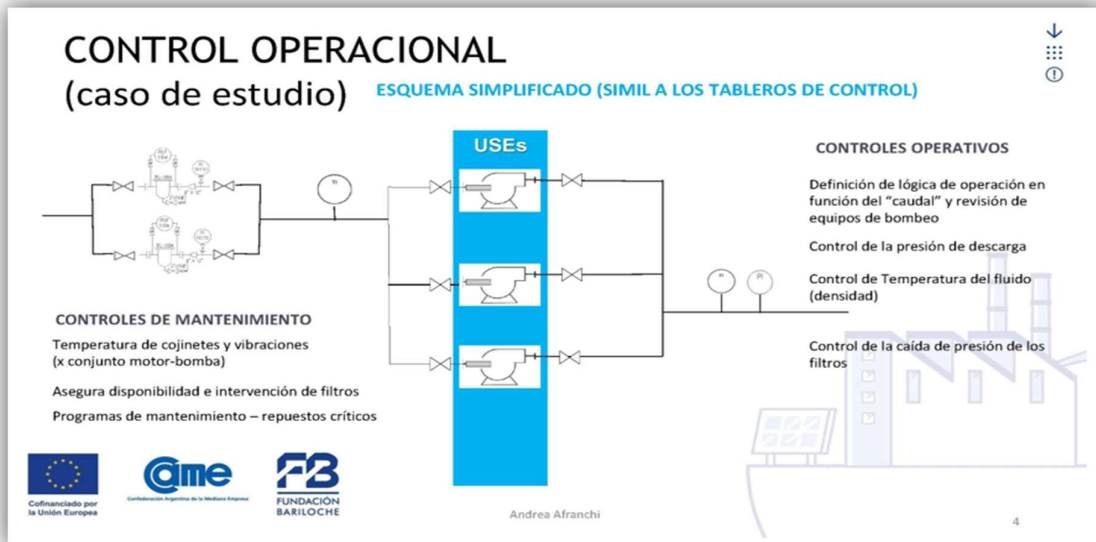 CONTROL OPERACIONAL
(caso de estudio)
ESQUEMA SIMPLIFICADO (SIMIL A LOS TABLEROS DE CONTROL)
USEs
CONTROLES OPERATIVOS
Definición de lógica de operación en
función del “caudal” y revisión de
equipos de bombeo
Control de la presión de descarga
Control de Temperatura del fluido
(densidad)
Control de la caída de presión de los
filtros
CONTROLES DE MANTENIMIENTO
Temperatura de cojinetes y vibraciones
(x conjunto motor-bomba)
Asegura disponibilidad e intervención de filtros
Programas de mantenimiento – repuestos críticos
Cofinanciado por
la Unión Europea
Came
Confederación Argentina de la Mediana Empresa
FB
FUNDACIÓN
BARILOCHE
Andrea Afranchi
4